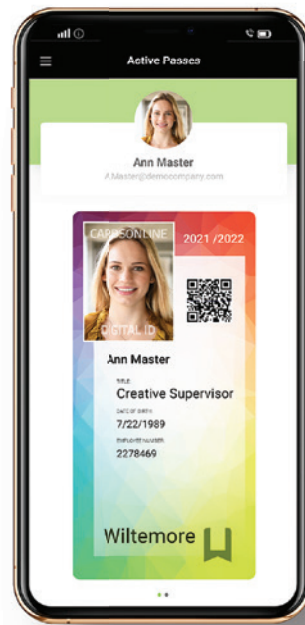 Active Passes
Ann Master
A.Master@democompany.com
CARDSONLINE
2021 /2022
DIGITAL ID
Ann Master
TITLE
Creative Supervisor
DATE OF BIRTH
7/22/1989
EMPLOYEE NUMBER
2278469
Wiltemore